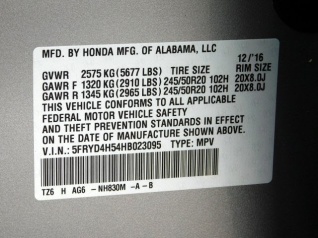 MFD. BY HONDA MFG. OF ALABAMA, LLC 12/'16
GVWR 2575 KG(5677 LBS) TIRE SIZE RIM SIZE
GAWR F 1320 KG(2910 LBS) 245/50R20 102H 20X8.0J
GAWR R 1345 KG(2965 LBS) 245/50R20 102H 20X8.0J
THIS VEHICLE CONFORMS TO ALL APPLICABLE
FEDERAL MOTOR VEHICLE SAFETY
AND THEFT PREVENTION STANDARDS IN EFFECT
ON THE DATE OF MANUFACTURE SHOWN ABOVE.
V.I.N.: 5FRYD4H54HB023095 TYPE: MPV
TZ6 H AG6 -NH830M -A-B